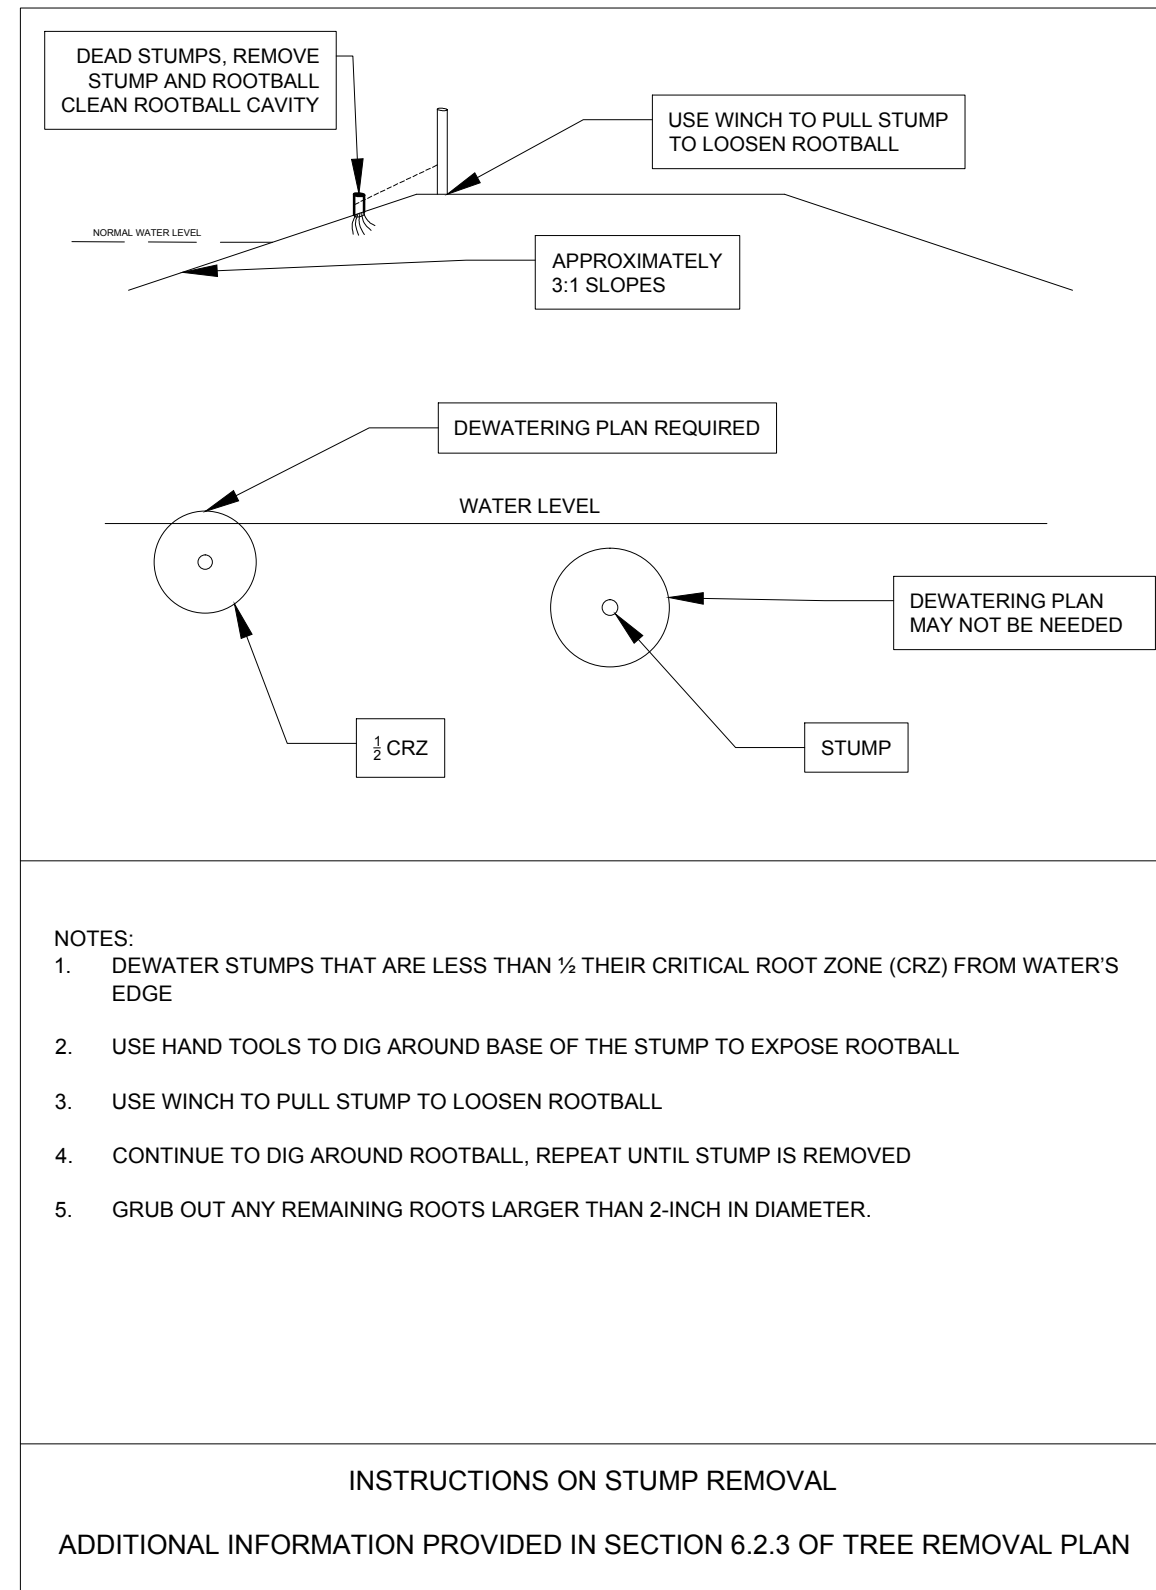 DEAD STUMPS, REMOVE
STUMP AND ROOTBALL
CLEAN ROOTBALL CAVITY
USE WINCH TO PULL STUMP
TO LOOSEN ROOTBALL
NORMAL WATER LEVEL
APPROXIMATELY
3:1 SLOPES
DEWATERING PLAN REQUIRED
WATER LEVEL
DEWATERING PLAN
MAY NOT BE NEEDED
½ CRZ
STUMP
NOTES:
1. DEWATER STUMPS THAT ARE LESS THAN ½ THEIR CRITICAL ROOT ZONE (CRZ) FROM WATER'S
EDGE
2. USE HAND TOOLS TO DIG AROUND BASE OF THE STUMP TO EXPOSE ROOTBALL
3. USE WINCH TO PULL STUMP TO LOOSEN ROOTBALL
4. CONTINUE TO DIG AROUND ROOTBALL, REPEAT UNTIL STUMP IS REMOVED
5. GRUB OUT ANY REMAINING ROOTS LARGER THAN 2-INCH IN DIAMETER.
INSTRUCTIONS ON STUMP REMOVAL
ADDITIONAL INFORMATION PROVIDED IN SECTION 6.2.3 OF TREE REMOVAL PLAN